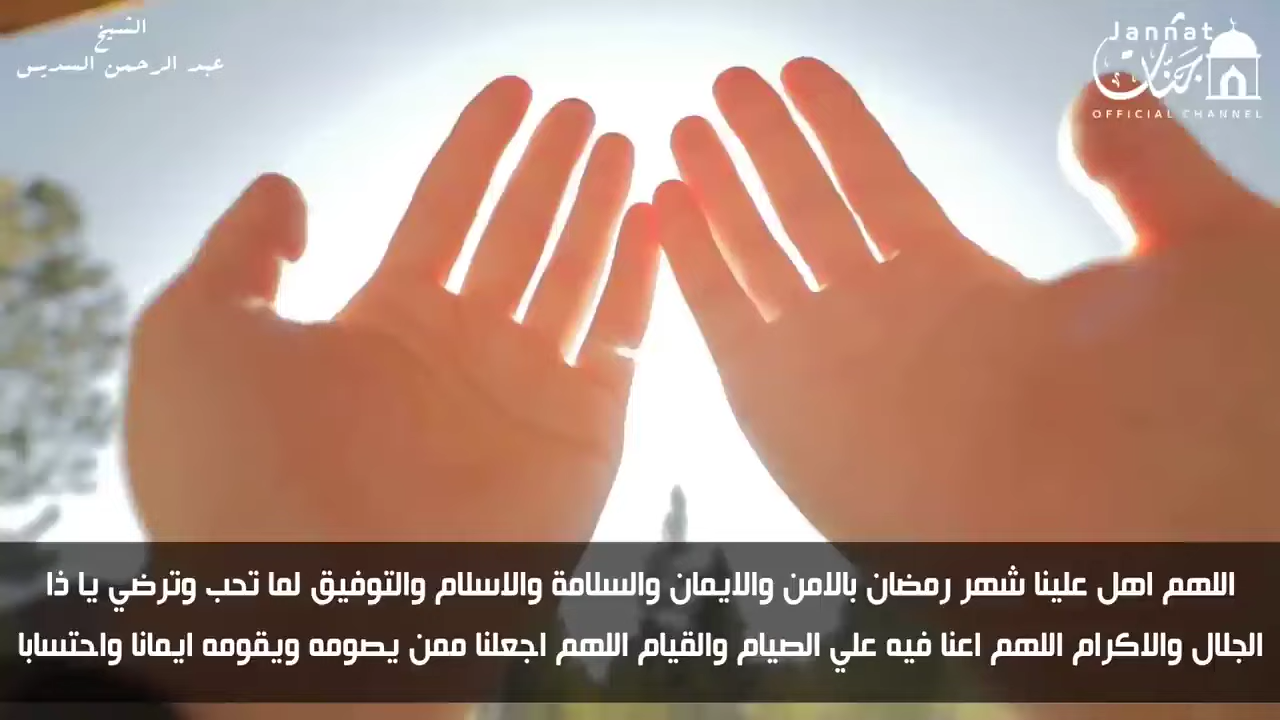 الشيخ
عبد الرحمن السديس
Jannat
جَنَّات
OFFICIAL CHANNEL
اللهم اهل علينا شهر رمضان بالامن والايمان والسلامة والاسلام والتوفيق لما تحب وترضي يا ذا
الجلال والاكرام اللهم اعنا فيه علي الصيام والقيام اللهم اجعلنا ممن يصومه ويقومه ايمانا واحتسابا